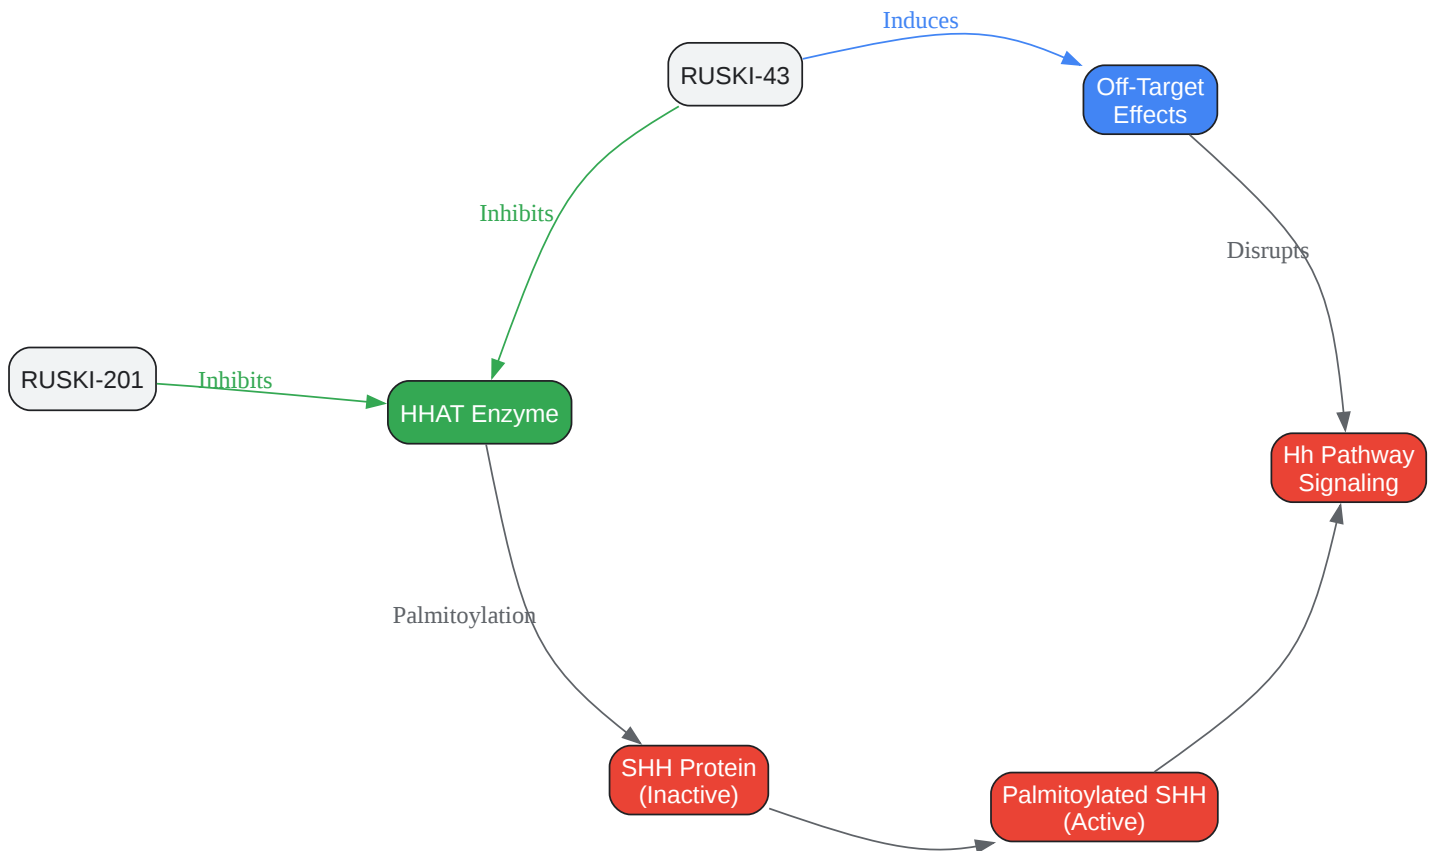 Induces
RUSKI-43
Off-Target
Effects
Inhibits
Disrupts
RUSKI-201
Inhibits
HHAT Enzyme
Hh Pathway
Signaling
Palmitoylation
SHH Protein
(Inactive)
Palmitoylated SHH
(Active)